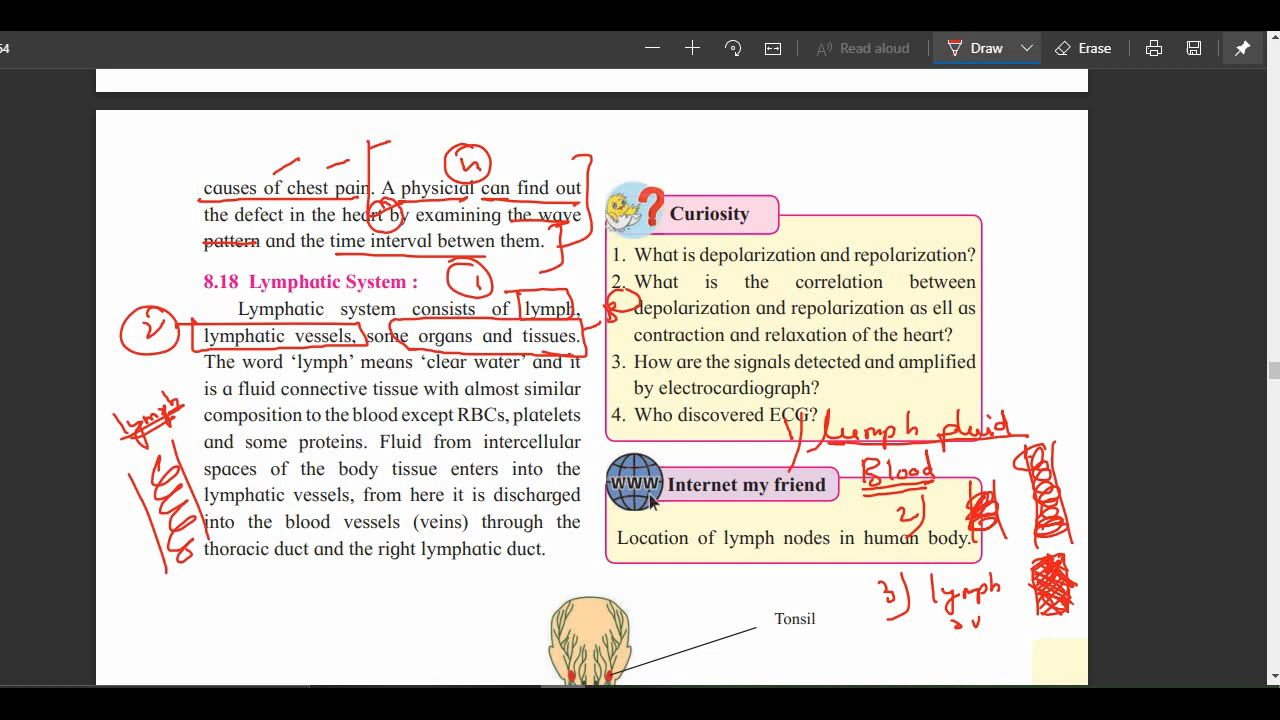 54
Read aloud
Draw
Erase
causes of chest pain. A physicial can find out
the defect in the heart by examining the wave
pattern and the time interval betwen them.
8.18 Lymphatic System :
Lymphatic system consists of lymph,
lymphatic vessels, some organs and tissues.
The word ‘lymph’ means ‘clear water’ and it
is a fluid connective tissue with almost similar
composition to the blood except RBCs, platelets
and some proteins. Fluid from intercellular
spaces of the body tissue enters into the
lymphatic vessels, from here it is discharged
into the blood vessels (veins) through the
thoracic duct and the right lymphatic duct.
1
2
lymph
Curiosity
1. What is depolarization and repolarization?
2. What is the correlation between
depolarization and repolarization as ell as
contraction and relaxation of the heart?
3. How are the signals detected and amplified
by electrocardiograph?
4. Who discovered ECG?
1) Lumph fluid
Blood
2)
3) lymph
WWW Internet my friend
Location of lymph nodes in human body.
Tonsil